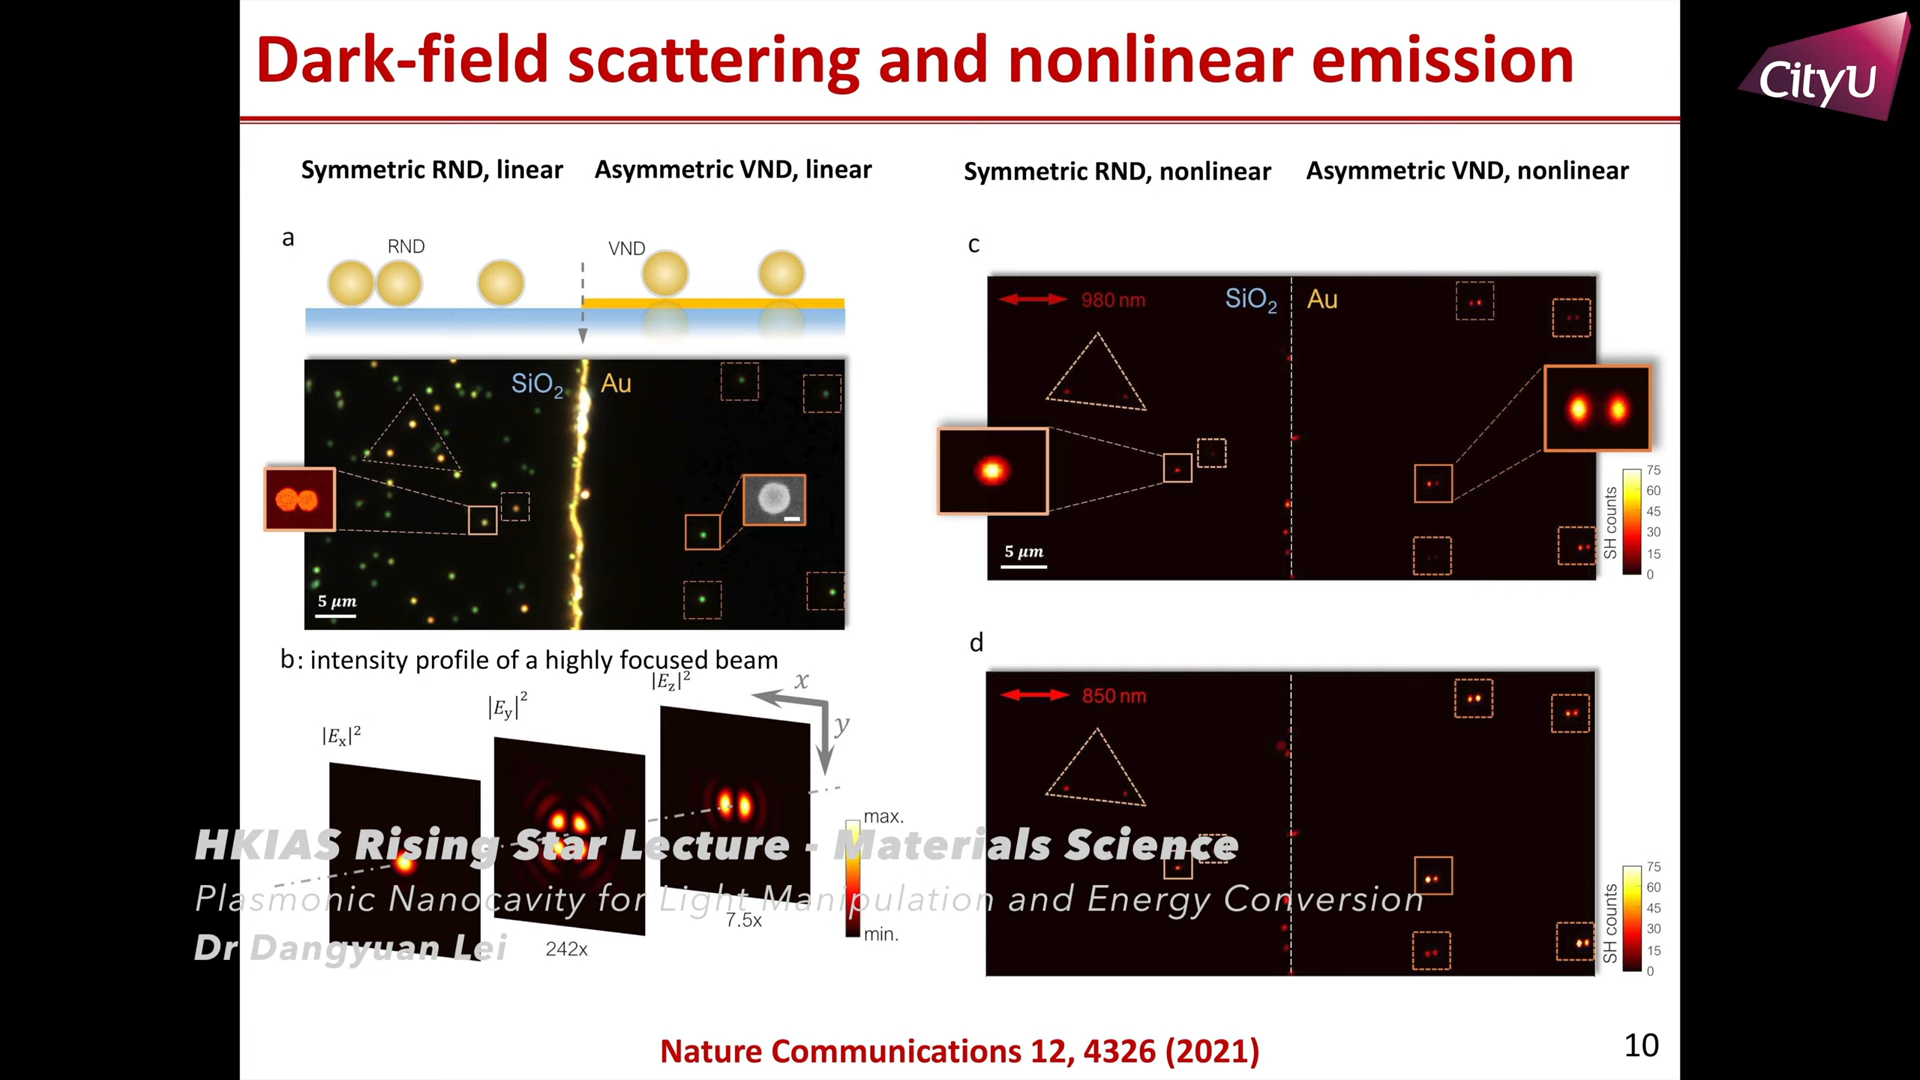 Dark-field scattering and nonlinear emission
CityU
Symmetric RND, linear
Asymmetric VND, linear
Symmetric RND, nonlinear
Asymmetric VND, nonlinear
a
RND
VND
SiO₂
Au
5 μm
b: intensity profile of a highly focused beam
|Eₓ|²
|Eᵧ|²
|E_z|²
x
y
242x
7.5x
max.
min.
c
980 nm
SiO₂
Au
5 μm
SH counts
75
60
45
30
15
0
d
850 nm
SH counts
75
60
45
30
15
0
HKIAS Rising Star Lecture - Materials Science
Plasmonic Nanocavity for Light Manipulation and Energy Conversion
Dr Dangyuan Lei
Nature Communications 12, 4326 (2021)
10